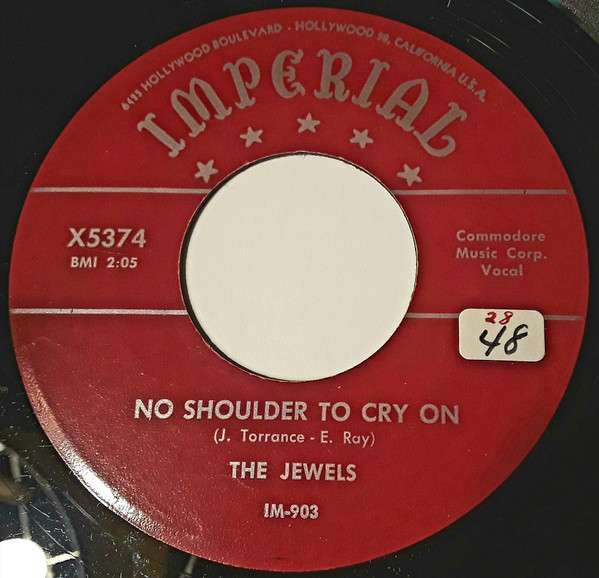 6425 HOLLYWOOD BOULEVARD - HOLLYWOOD 28, CALIFORNIA U.S.A.
IMPERIAL
X5374
BMI 2:05
Commodore
Music Corp.
Vocal
28
48
NO SHOULDER TO CRY ON
(J. Torrance - E. Ray)
THE JEWELS
IM-903